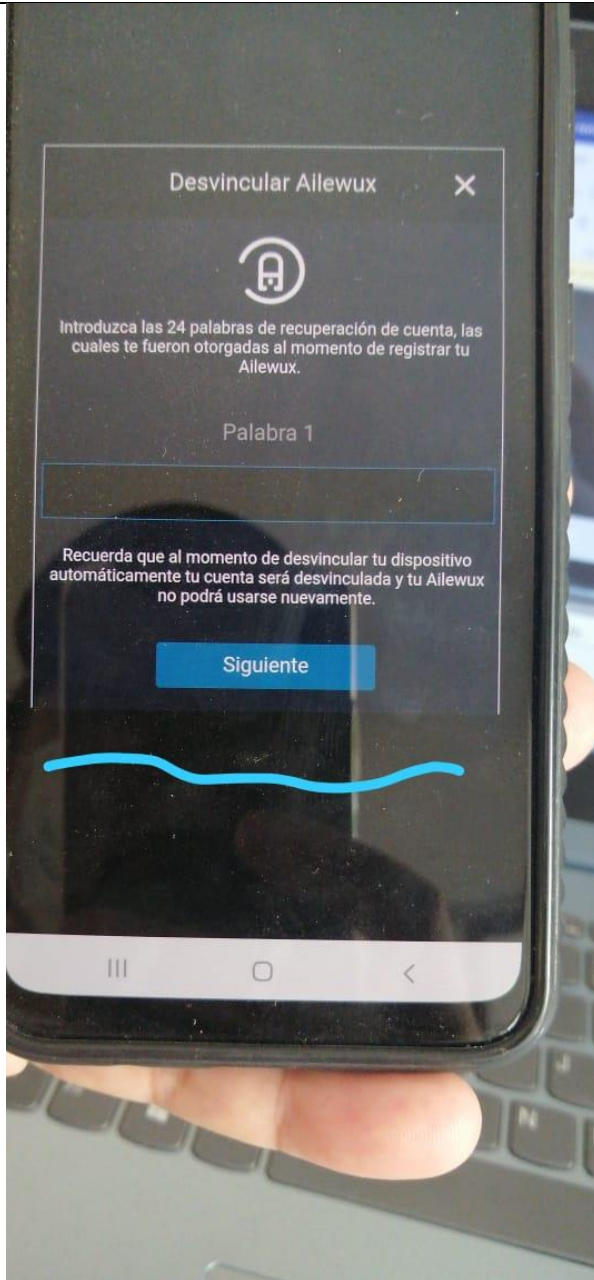 Desvincular Ailewux
Introduzca las 24 palabras de recuperación de cuenta, las
cuales te fueron otorgadas al momento de registrar tu
Ailewux.
Palabra 1
Recuerda que al momento de desvincular tu dispositivo
automáticamente tu cuenta será desvinculada y tu Ailewux
no podrá usarse nuevamente.
Siguiente
N